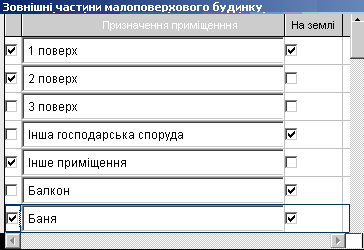 Зовнішні частини малоповерхового будинку
Призначення приміщенння На землі
1 поверх
2 поверх
3 поверх
Інша господарська споруда
Інше приміщення
Балкон
Баня